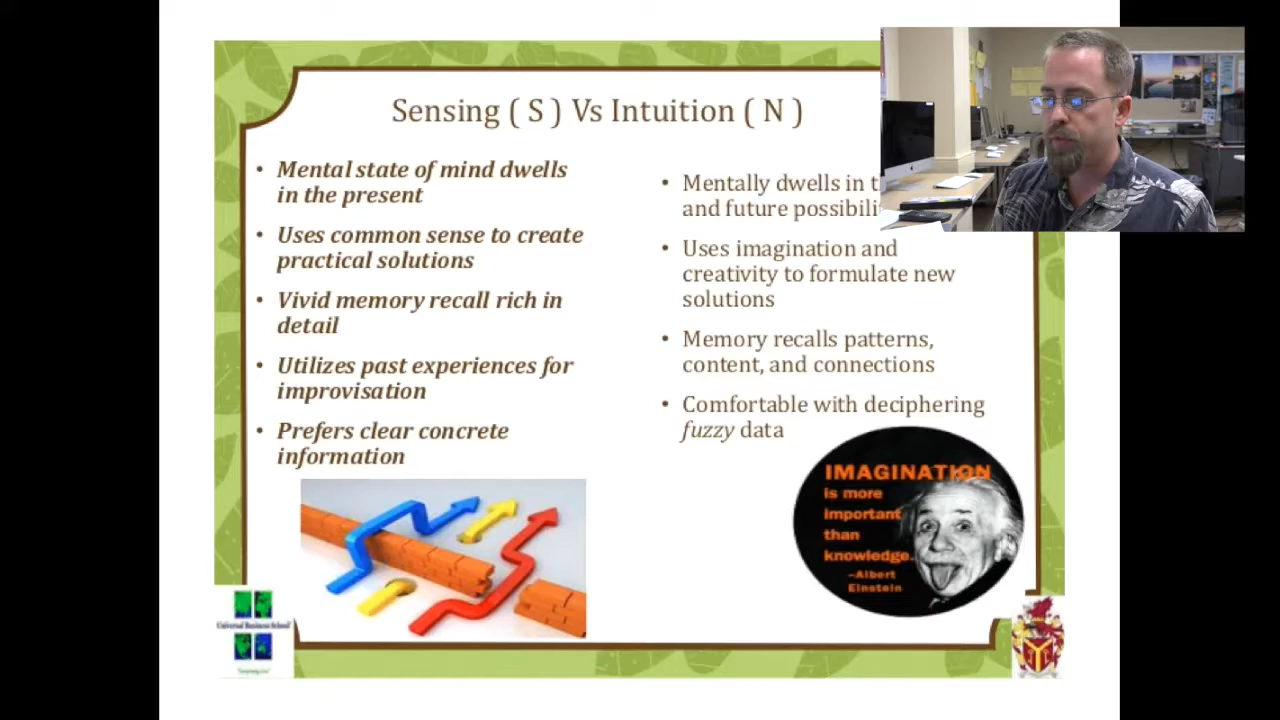 Sensing ( S ) Vs Intuition ( N )
• Mental state of mind dwells
in the present
• Uses common sense to create
practical solutions
• Vivid memory recall rich in
detail
• Utilizes past experiences for
improvisation
• Prefers clear concrete
information
• Mentally dwells in
and future
• Uses imagination and
creativity to formulate new
solutions
• Memory recalls patterns,
content, and connections
• Comfortable with deciphering
fuzzy data
IMAGINATION
is more
important
than
knowledge.
–Albert
Einstein
Universal Business School